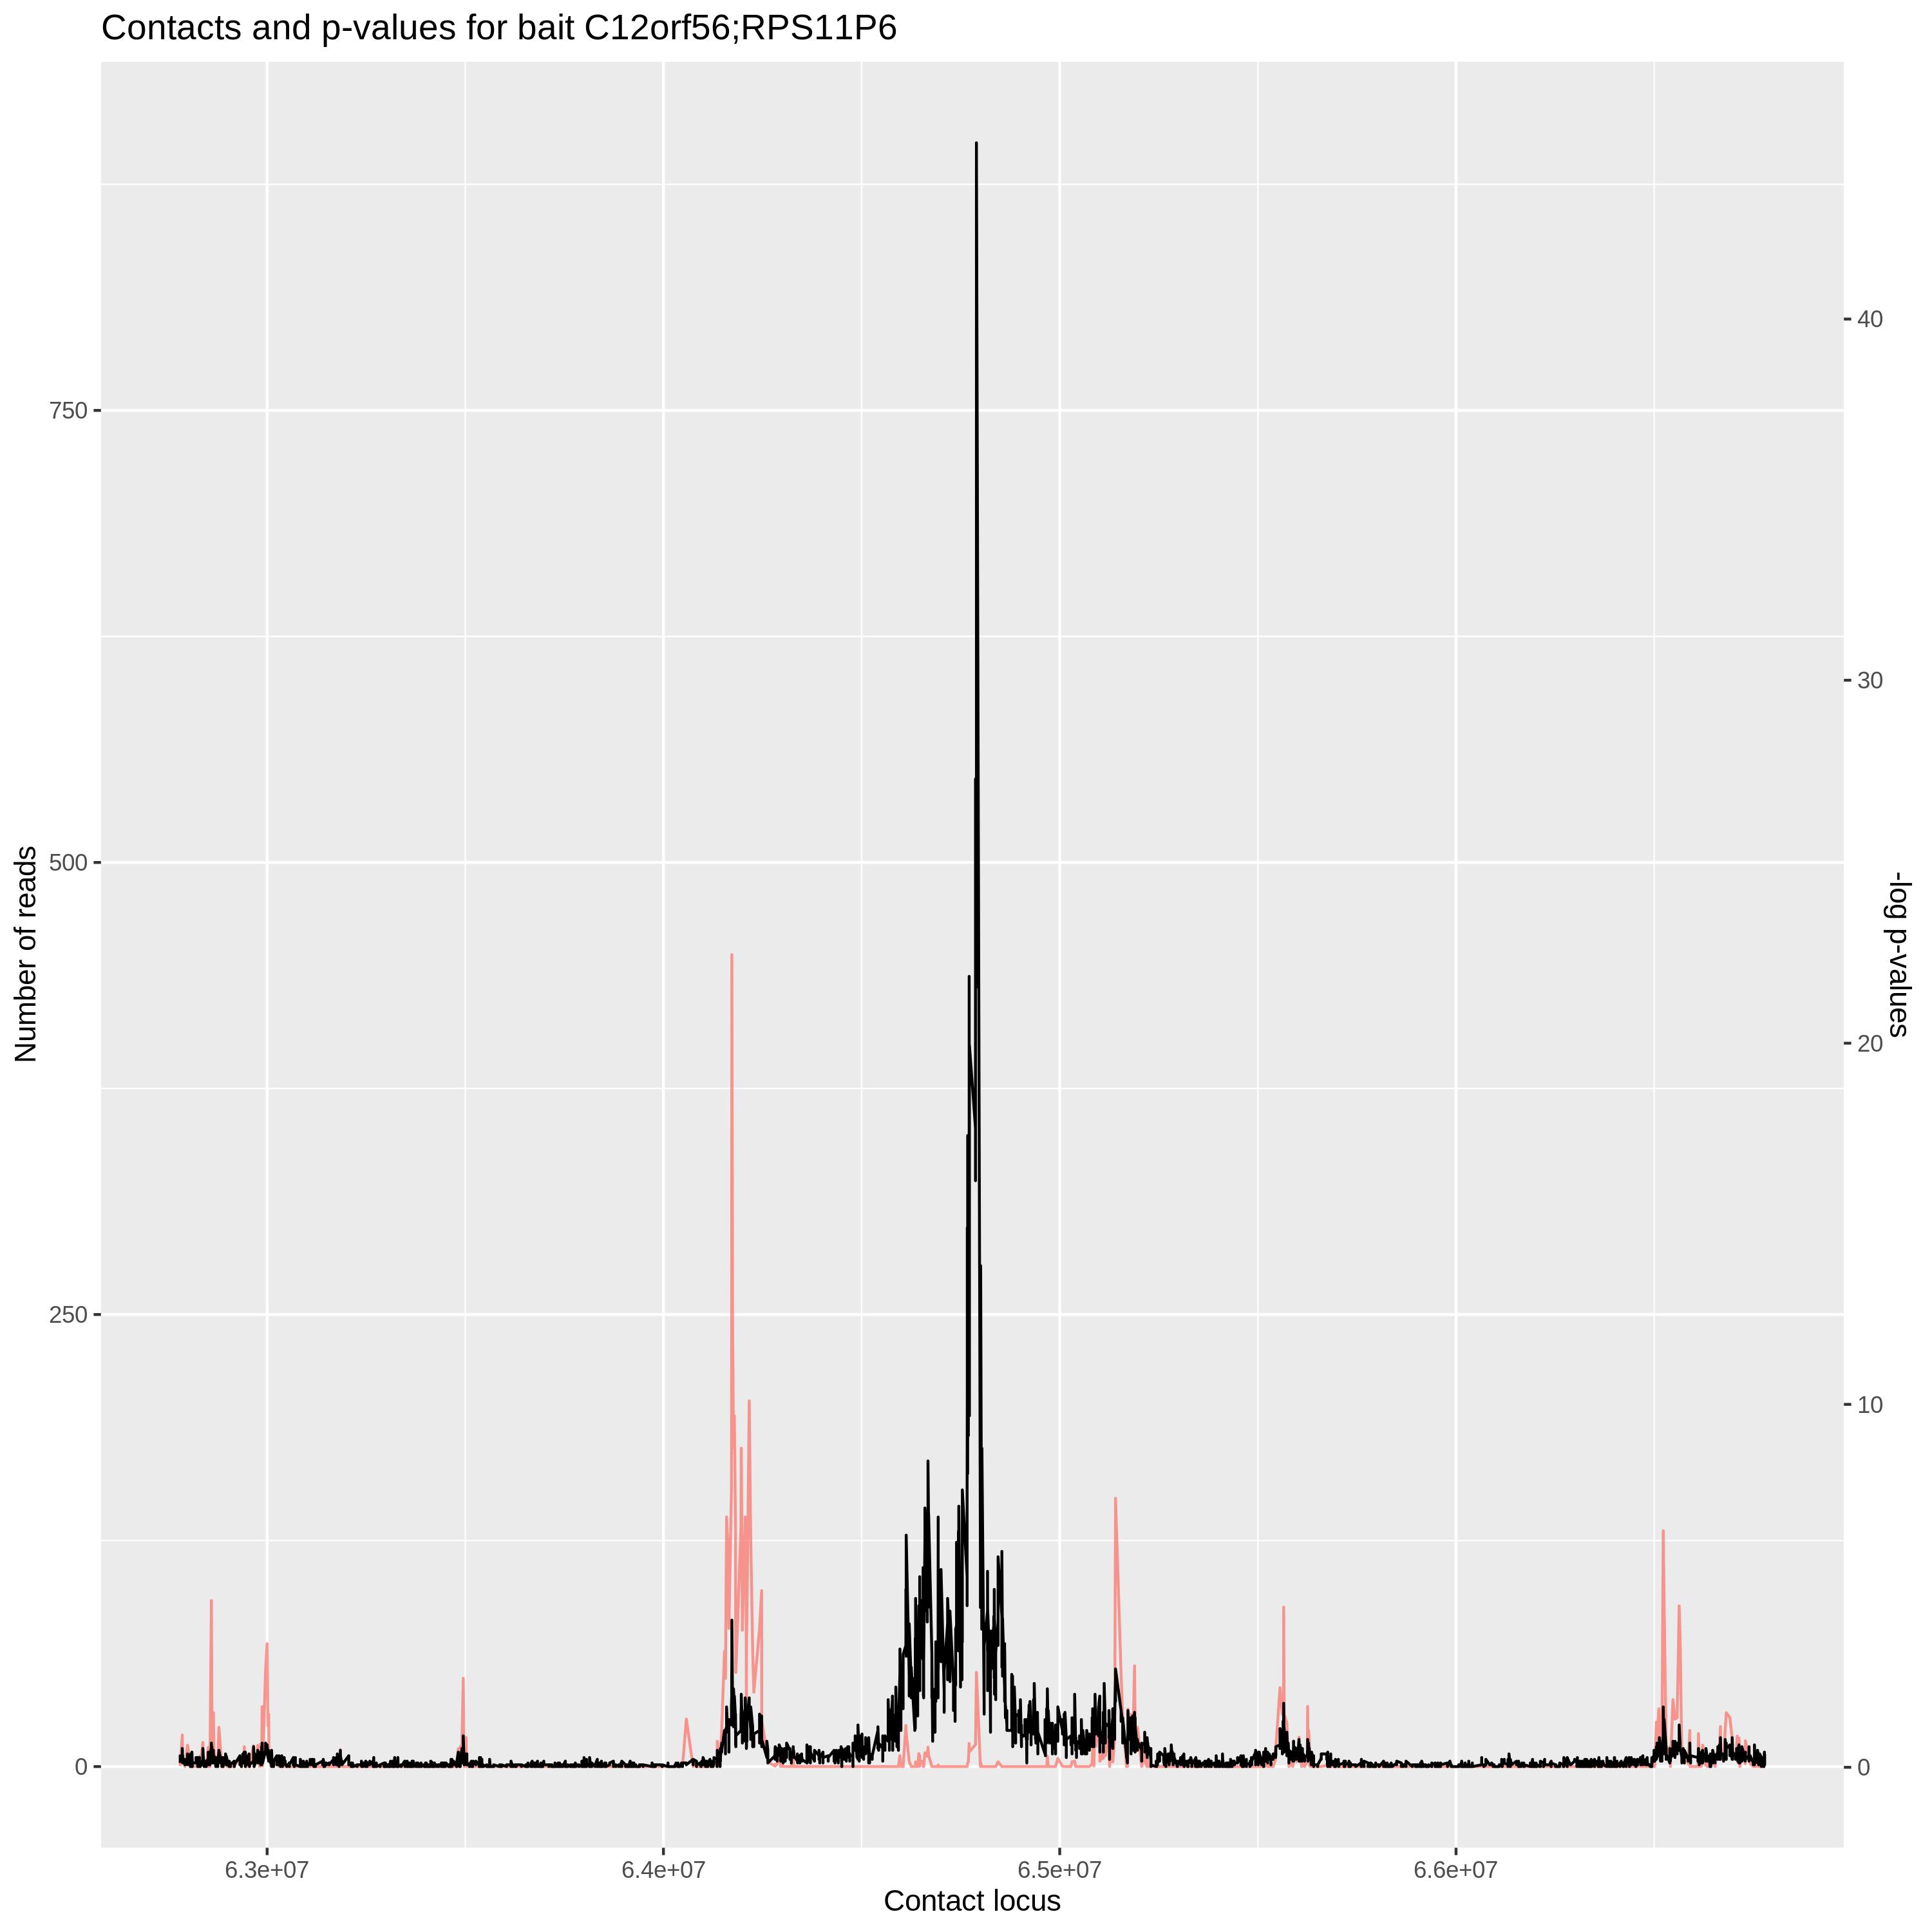 Contacts and p-values for bait C12orf56;RPS11P6
Number of reads
750
500
250
0
40
30
20
10
0
-log p-values
6.3e+07
6.4e+07
6.5e+07
6.6e+07
Contact locus